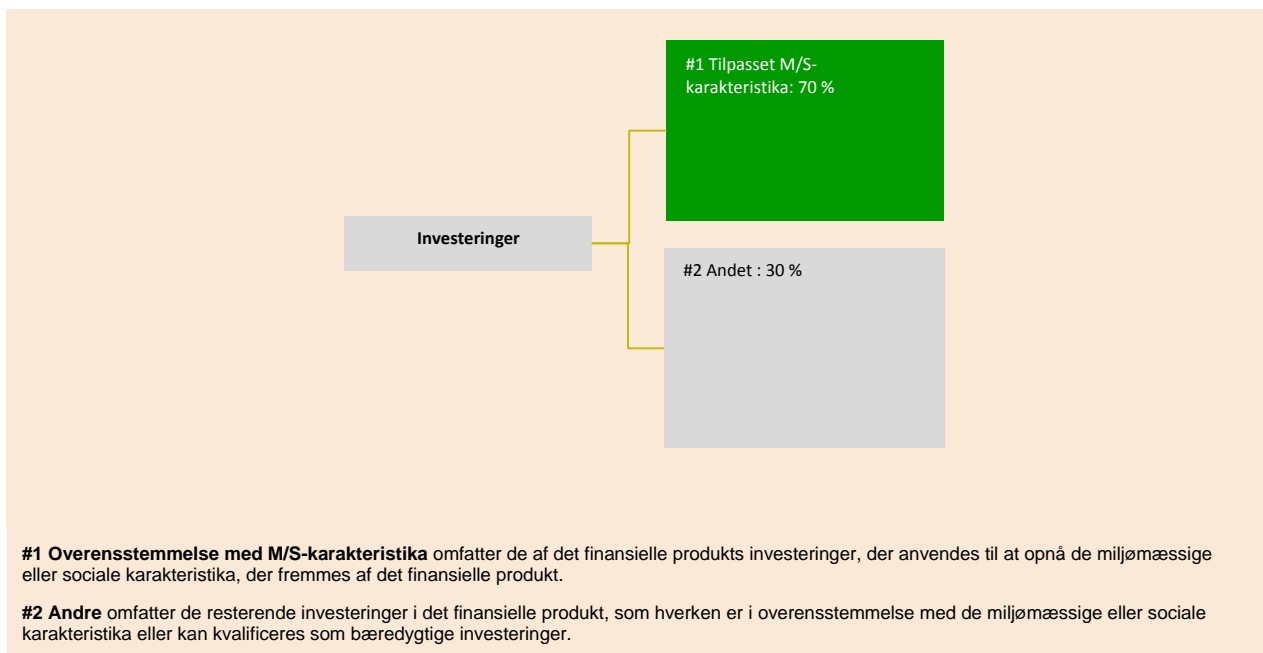 #1 Tilpasset M/S-
karakteristika: 70 %
Investeringer
#2 Andet : 30 %
#1 Overensstemmelse med M/S-karakteristika omfatter de af det finansielle produkts investeringer, der anvendes til at opnå de miljømæssige
eller sociale karakteristika, der fremmes af det finansielle produkt.
#2 Andre omfatter de resterende investeringer i det finansielle produkt, som hverken er i overensstemmelse med de miljømæssige eller sociale
karakteristika eller kan kvalificeres som bæredygtige investeringer.